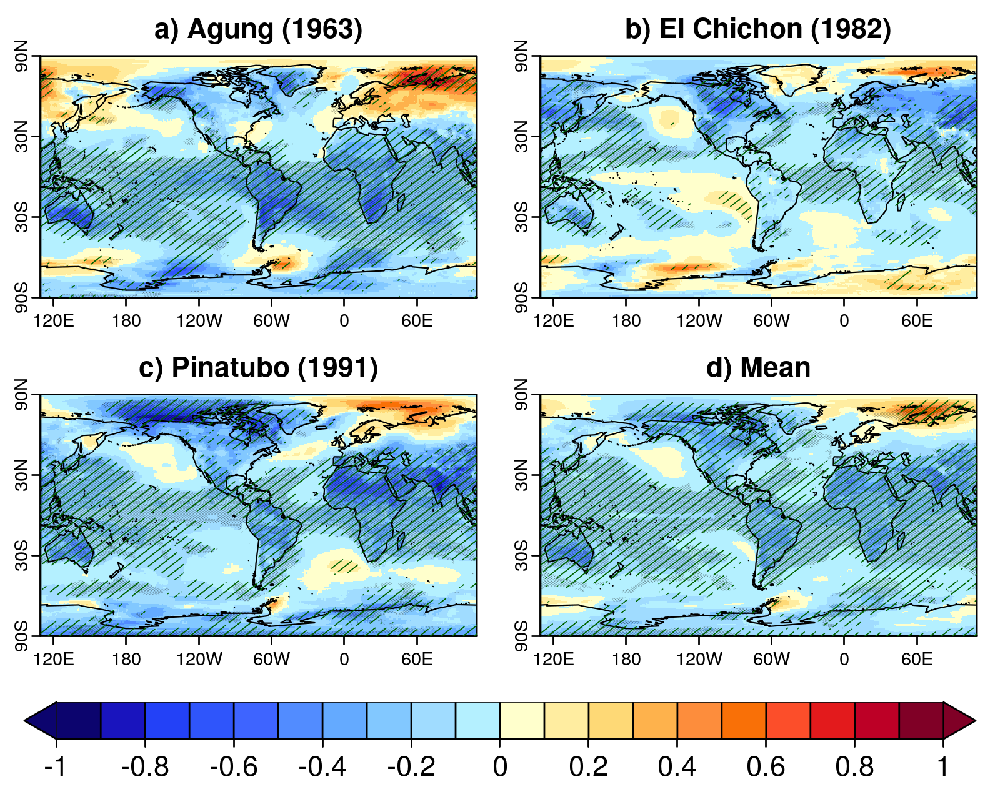 a) Agung (1963)
b) El Chichon (1982)
90N
30N
30S
90S
120E 180 120W 60W 0 60E
90N
30N
30S
90S
120E 180 120W 60W 0 60E
c) Pinatubo (1991)
d) Mean
90N
30N
30S
90S
120E 180 120W 60W 0 60E
90N
30N
30S
90S
120E 180 120W 60W 0 60E
-1 -0.8 -0.6 -0.4 -0.2 0 0.2 0.4 0.6 0.8 1